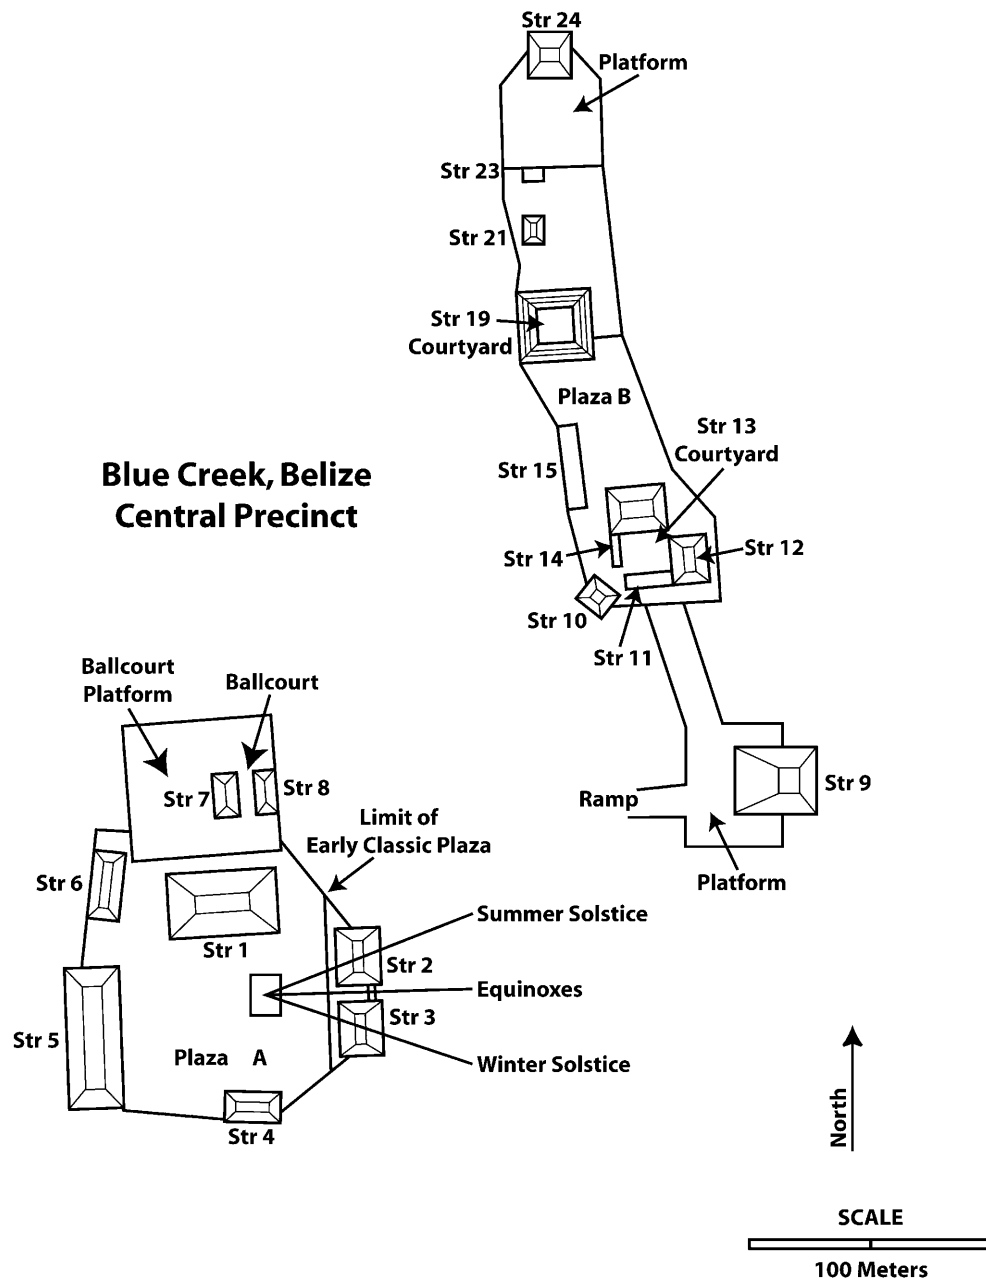 Str 24
Platform
Str 23
Str 21
Str 19
Courtyard
Plaza B
Str 13
Courtyard
Str 15
Blue Creek, Belize
Central Precinct
Str 14
Str 12
Str 10
Str 11
Ballcourt
Platform
Ballcourt
Str 7
Str 8
Str 9
Ramp
Limit of
Early Classic Plaza
Platform
Str 6
Str 1
Summer Solstice
Str 2
Equinoxes
Str 3
Str 5
Plaza A
Winter Solstice
Str 4
North
SCALE
100 Meters